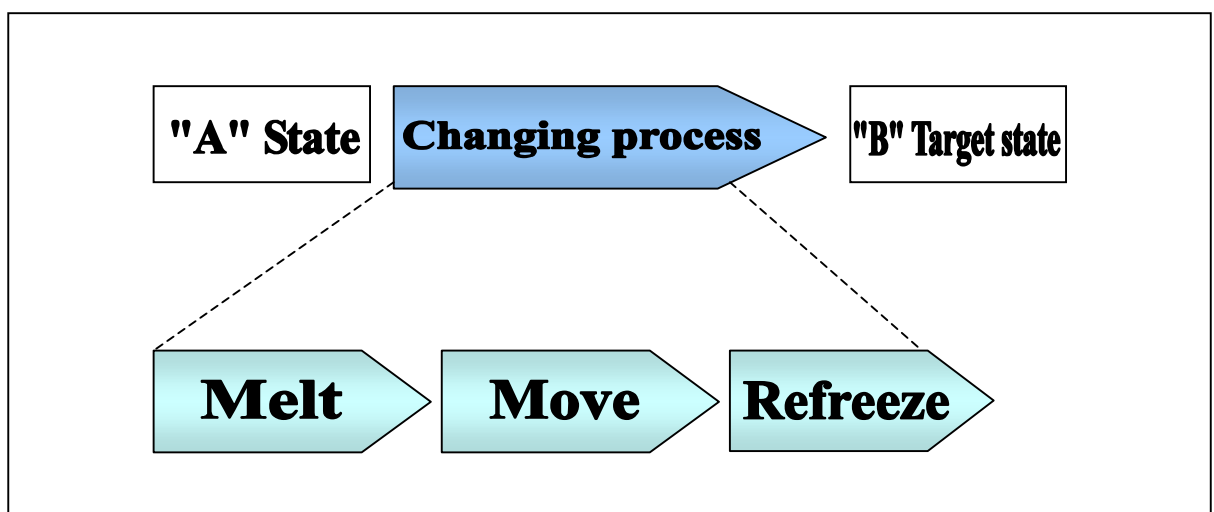 "A" State
Changing process
"B" Target state
Melt
Move
Refreeze